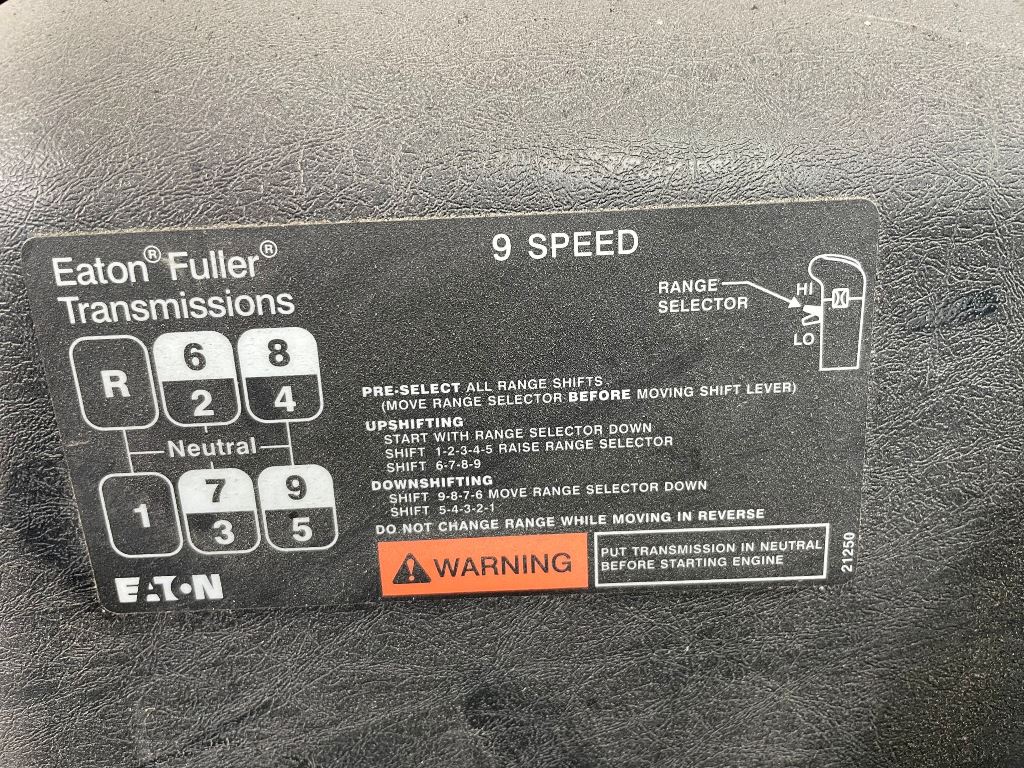 Eaton® Fuller®
Transmissions
9 SPEED
RANGE
SELECTOR
HI
LO
R
6
8
2
4
Neutral
1
7
9
3
5
PRE-SELECT ALL RANGE SHIFTS
(MOVE RANGE SELECTOR BEFORE MOVING SHIFT LEVER)
UPSHIFTING
START WITH RANGE SELECTOR DOWN
SHIFT 1-2-3-4-5 RAISE RANGE SELECTOR
SHIFT 6-7-8-9
DOWNSHIFTING
SHIFT 9-8-7-6 MOVE RANGE SELECTOR DOWN
SHIFT 5-4-3-2-1
DO NOT CHANGE RANGE WHILE MOVING IN REVERSE
WARNING
PUT TRANSMISSION IN NEUTRAL
BEFORE STARTING ENGINE
21250
EATON